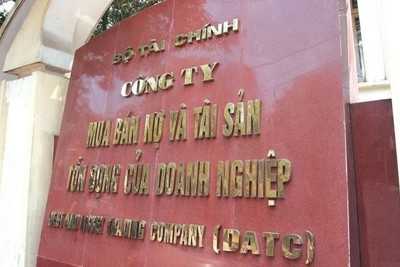 BỘ TÀI CHÍNH
CÔNG TY
MUA BÁN NỢ VÀ TÀI SẢN
TỒN ĐỌNG CỦA DOANH NGHIỆP
DEBT AND ASSET TRADING COMPANY (DATC)